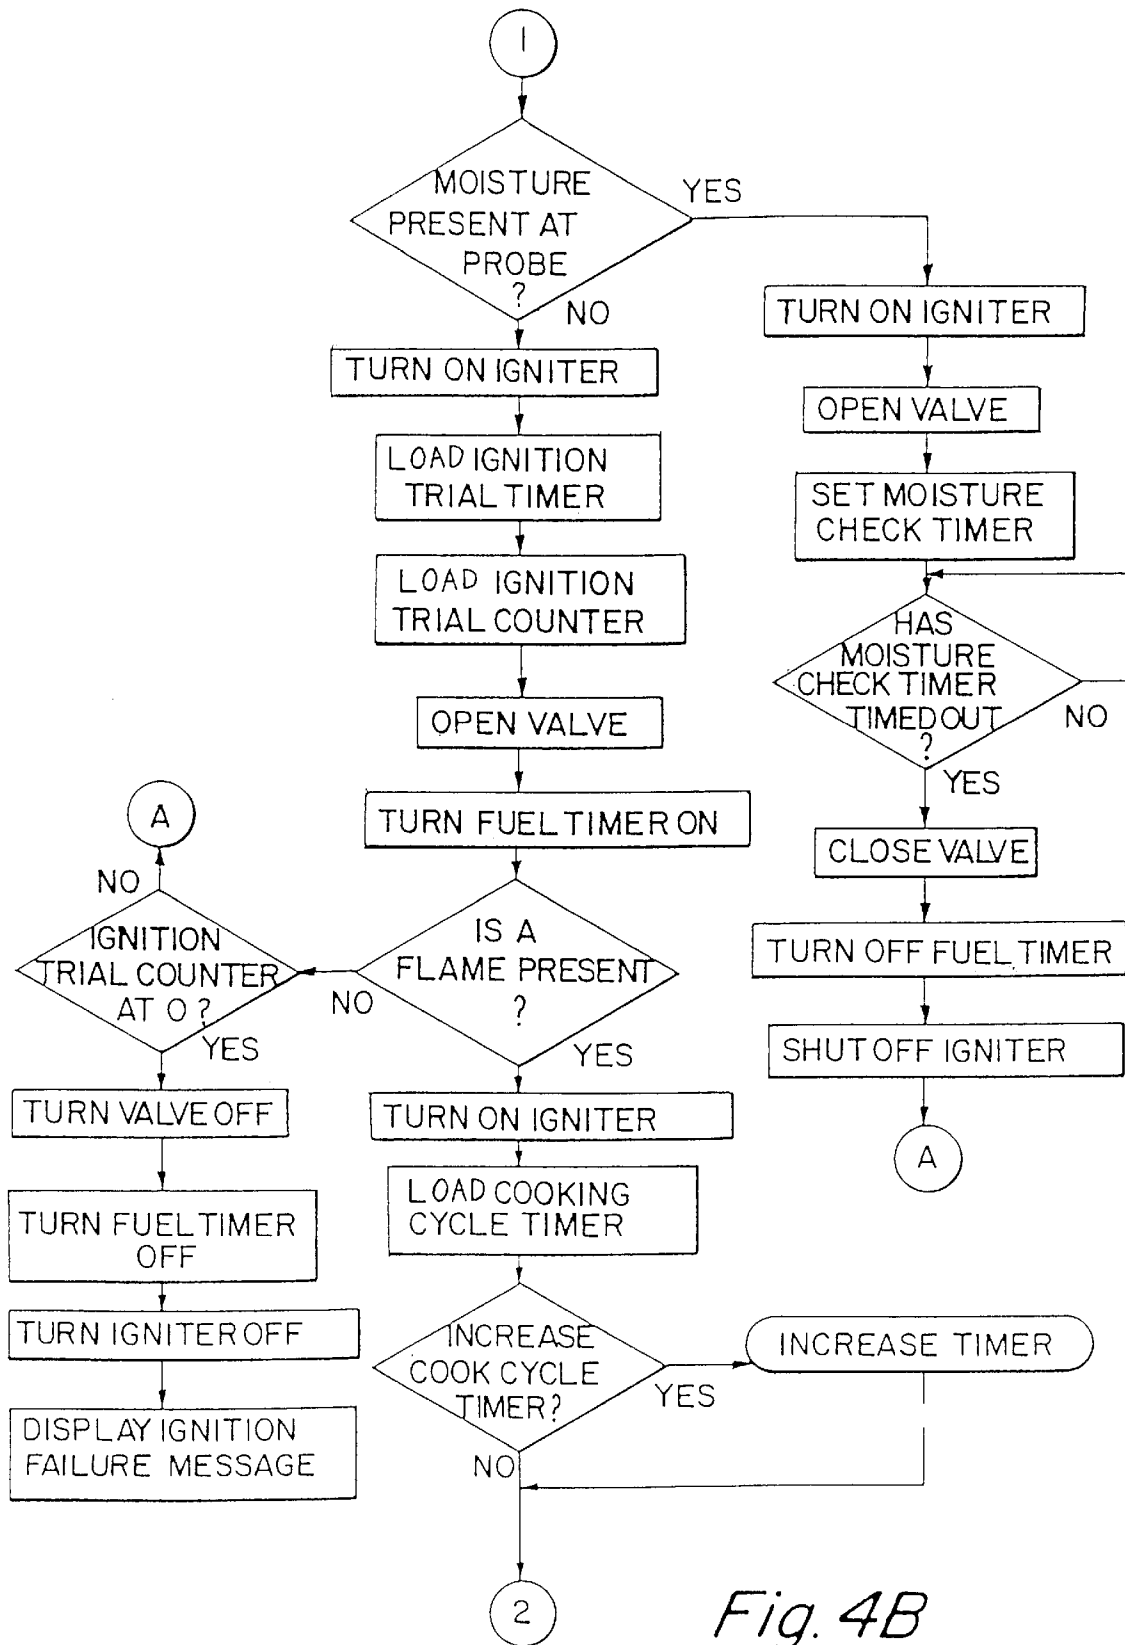 1
MOISTURE
PRESENT AT
PROBE
?
YES
NO
TURN ON IGNITER
LOAD IGNITION
TRIAL TIMER
LOAD IGNITION
TRIAL COUNTER
OPEN VALVE
TURN FUEL TIMER ON
IS A
FLAME PRESENT
?
NO
YES
A
NO
IGNITION
TRIAL COUNTER
AT 0?
YES
TURN VALVE OFF
TURN FUEL TIMER
OFF
TURN IGNITER OFF
DISPLAY IGNITION
FAILURE MESSAGE
TURN ON IGNITER
LOAD COOKING
CYCLE TIMER
INCREASE
COOK CYCLE
TIMER?
YES
NO
INCREASE TIMER
2
TURN ON IGNITER
OPEN VALVE
SET MOISTURE
CHECK TIMER
HAS
MOISTURE
CHECK TIMER
TIMED OUT
?
NO
YES
CLOSE VALVE
TURN OFF FUEL TIMER
SHUT OFF IGNITER
A
Fig. 4B